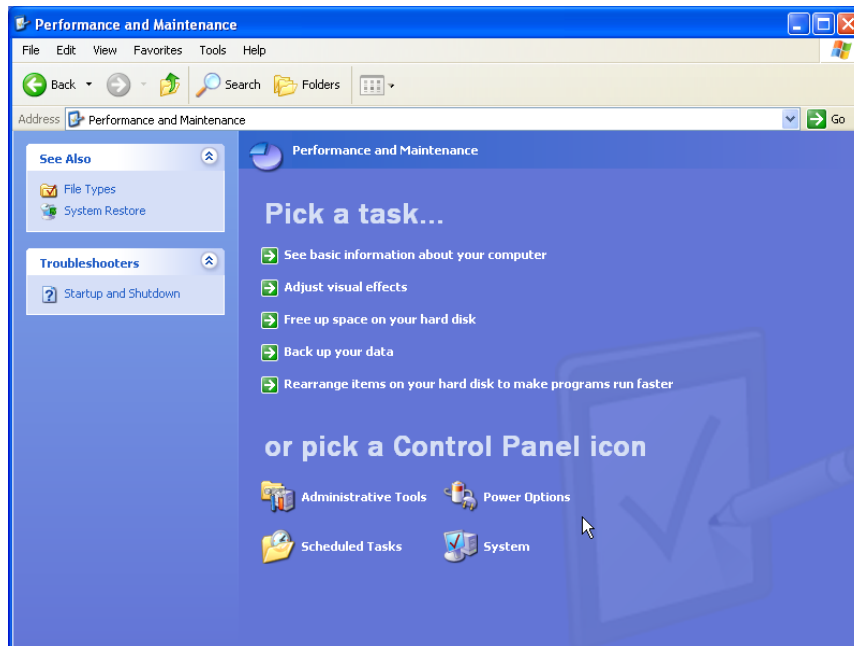 Performance and Maintenance
File Edit View Favorites Tools Help
Back Search Folders
Address Performance and Maintenance Go
See Also
File Types
System Restore
Troubleshooters
Startup and Shutdown
Performance and Maintenance
Pick a task...
See basic information about your computer
Adjust visual effects
Free up space on your hard disk
Back up your data
Rearrange items on your hard disk to make programs run faster
or pick a Control Panel icon
Administrative Tools Power Options
Scheduled Tasks System